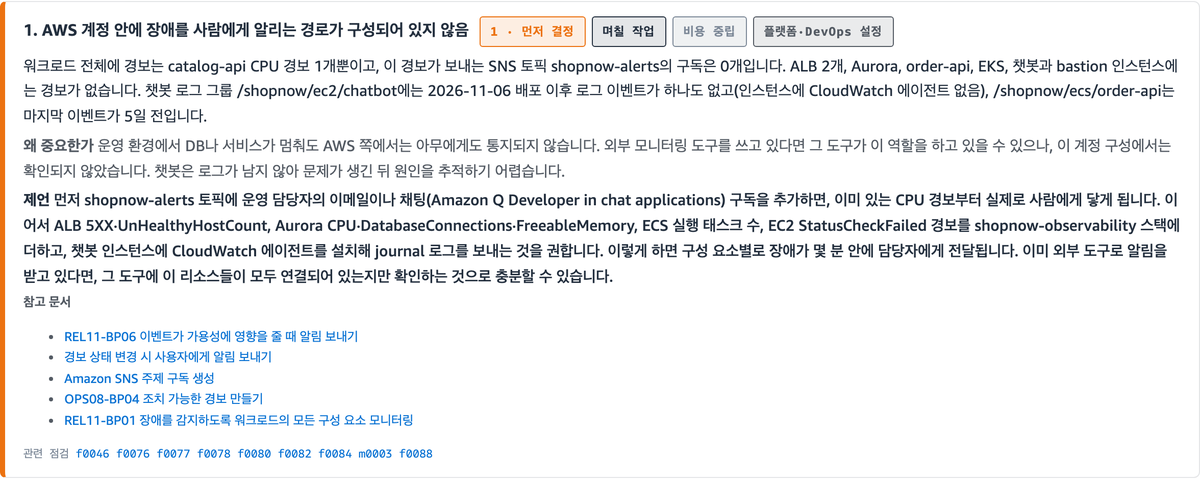 1. AWS 계정 안에 장애를 사람에게 알리는 경로가 구성되어 있지 않음 1 · 먼저 결정 며칠 작업 비용 중립 플랫폼·DevOps 설정
워크로드 전체에 경보는 catalog-api CPU 경보 1개뿐이고, 이 경보가 보내는 SNS 토픽 shopnow-alerts의 구독은 0개입니다. ALB 2개, Aurora, order-api, EKS, 챗봇과 bastion 인스턴스에
는 경보가 없습니다. 챗봇 로그 그룹 /shopnow/ec2/chatbot에는 2026-11-06 배포 이후 로그 이벤트가 하나도 없고(인스턴스에 CloudWatch 에이전트 없음), /shopnow/ecs/order-api는
마지막 이벤트가 5일 전입니다.
왜 중요한가 운영 환경에서 DB나 서비스가 멈춰도 AWS 쪽에서는 아무에게도 통지되지 않습니다. 외부 모니터링 도구를 쓰고 있다면 그 도구가 이 역할을 하고 있을 수 있으나, 이 계정 구성에서는
확인되지 않았습니다. 챗봇은 로그가 남지 않아 문제가 생긴 뒤 원인을 추적하기 어렵습니다.
제언 먼저 shopnow-alerts 토픽에 운영 담당자의 이메일이나 채팅(Amazon Q Developer in chat applications) 구독을 추가하면, 이미 있는 CPU 경보부터 실제로 사람에게 닿게 됩니다. 이
어서 ALB 5XX·UnHealthyHostCount, Aurora CPU·DatabaseConnections·FreeableMemory, ECS 실행 태스크 수, EC2 StatusCheckFailed 경보를 shopnow-observability 스택에
더하고, 챗봇 인스턴스에 CloudWatch 에이전트를 설치해 journal 로그를 보내는 것을 권합니다. 이렇게 하면 구성 요소별로 장애가 몇 분 안에 담당자에게 전달됩니다. 이미 외부 도구로 알림을
받고 있다면, 그 도구에 이 리소스들이 모두 연결되어 있는지만 확인하는 것으로 충분할 수 있습니다.
참고 문서
• REL11-BP06 이벤트가 가용성에 영향을 줄 때 알림 보내기
• 경보 상태 변경 시 사용자에게 알림 보내기
• Amazon SNS 주제 구독 생성
• OPS08-BP04 조치 가능한 경보 만들기
• REL11-BP01 장애를 감지하도록 워크로드의 모든 구성 요소 모니터링
관련 점검 f0046 f0076 f0077 f0078 f0080 f0082 f0084 m0003 f0088